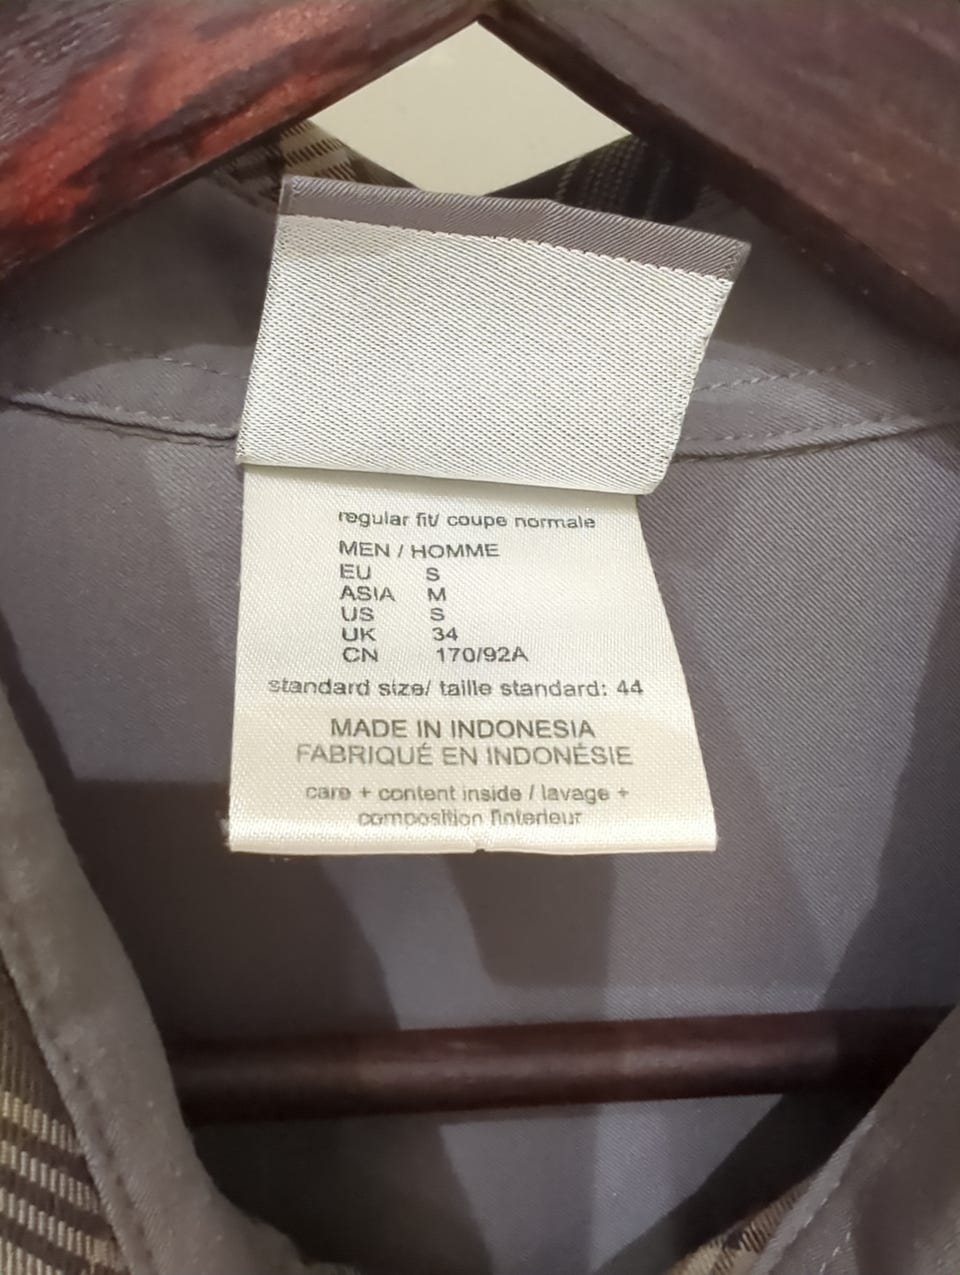 regular fit/ coupe normale
MEN / HOMME
EU S
ASIA M
US S
UK 34
CN 170/92A
standard size/ taille standard: 44
MADE IN INDONESIA
FABRIQUÉ EN INDONÉSIE
care + content inside / lavage +
composition l'interieur